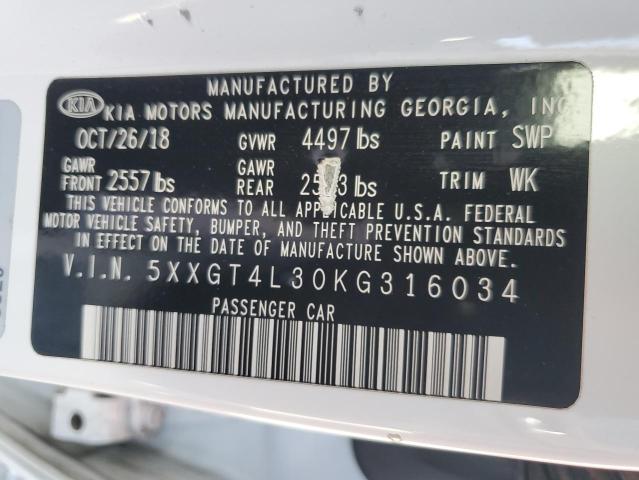 MANUFACTURED BY
KIA KIA MOTORS MANUFACTURING GEORGIA, INC
OCT/26/18 GVWR 4497 lbs PAINT SWP
GAWR FRONT 2557 lbs GAWR REAR lbs TRIM WK
THIS VEHICLE CONFORMS TO ALL APPLICABLE U.S.A. FEDERAL
MOTOR VEHICLE SAFETY, BUMPER, AND THEFT PREVENTION STANDARDS
IN EFFECT ON THE DATE OF MANUFACTURE SHOWN ABOVE.
V.I.N. 5XXGT4L30KG316034
PASSENGER CAR